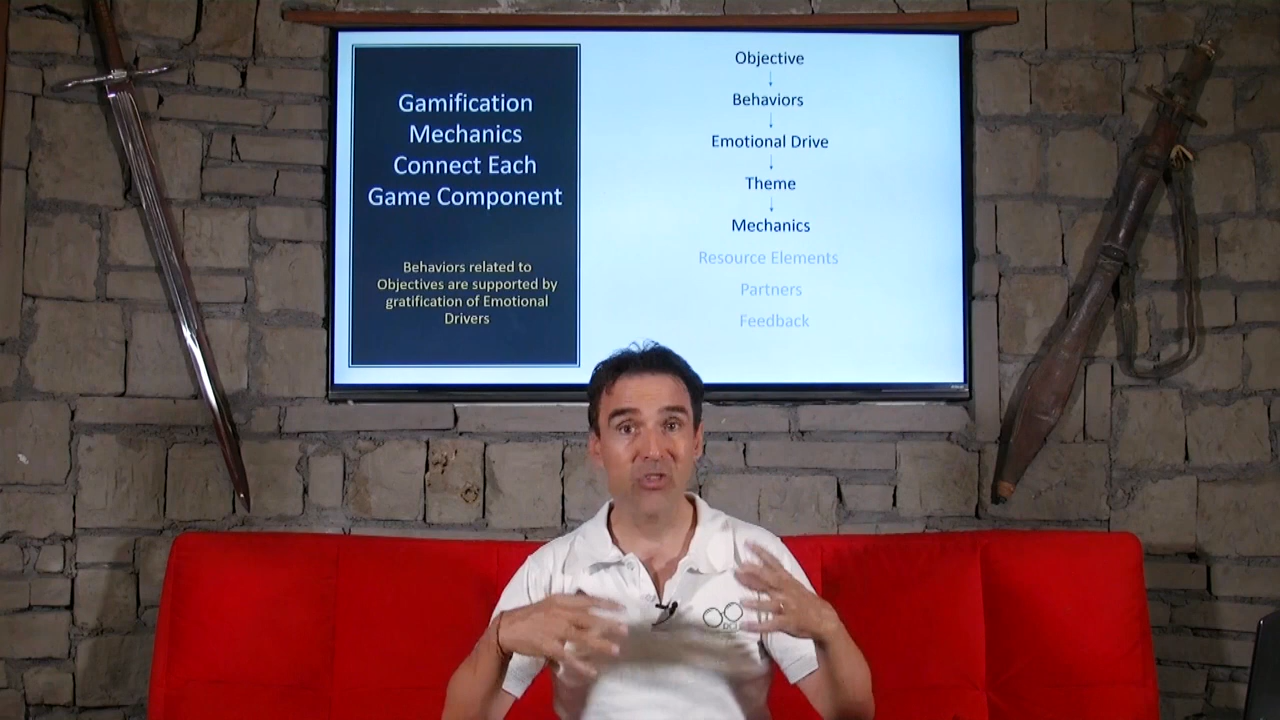 Gamification
Mechanics
Connect Each
Game Component
Behaviors related to
Objectives are supported by
gratification of Emotional
Drivers
Objective
Behaviors
Emotional Drive
Theme
Mechanics
Resource Elements
Partners
Feedback